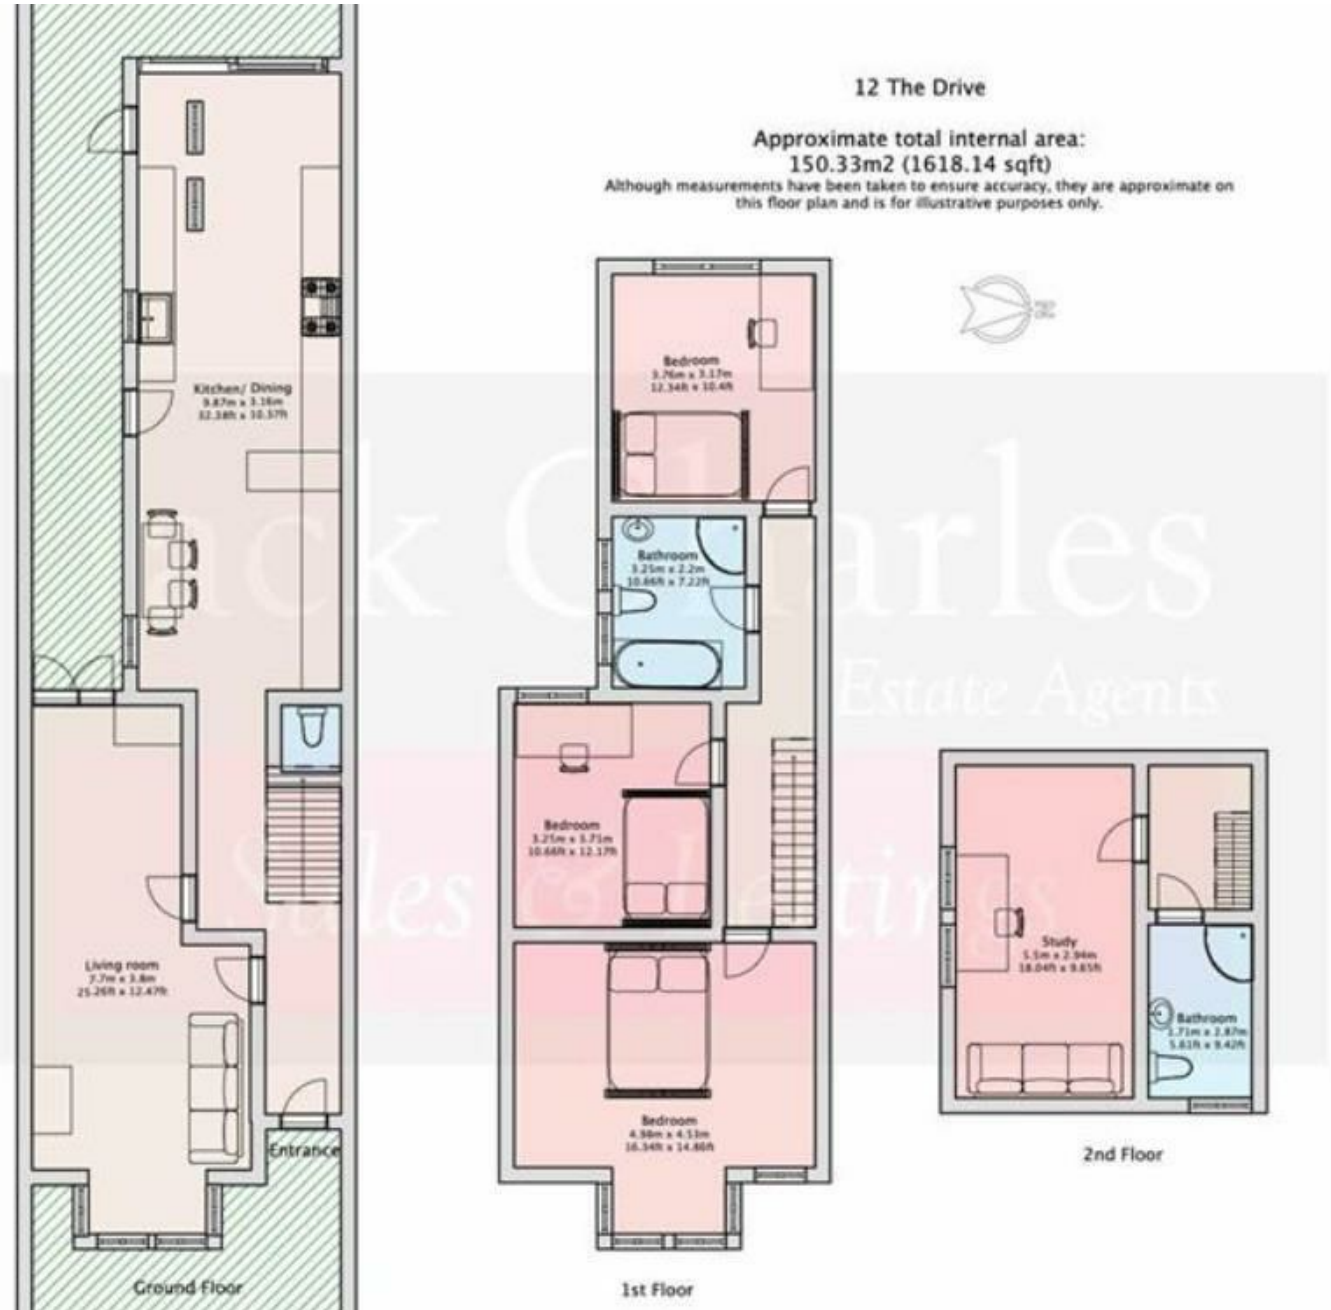 12 The Drive
Approximate total internal area:
150.33m2 (1618.14 sqft)
Although measurements have been taken to ensure accuracy, they are approximate on
this floor plan and is for illustrative purposes only.
Kitchen/ Dining
9.87m x 3.16m
32.38ft x 10.37ft
Living room
7.7m x 3.8m
25.26ft x 12.47ft
Entrance
Ground Floor
Bedroom
3.76m x 3.17m
12.34ft x 10.4ft
Bathroom
3.25m x 2.2m
10.66ft x 7.22ft
Bedroom
3.25m x 3.71m
10.66ft x 12.17ft
Bedroom
4.98m x 4.53m
16.34ft x 14.86ft
1st Floor
Study
5.5m x 2.94m
18.04ft x 9.65ft
Bathroom
1.71m x 2.87m
5.61ft x 9.42ft
2nd Floor
ck Charles
Estate Agents
Sales & Lettings